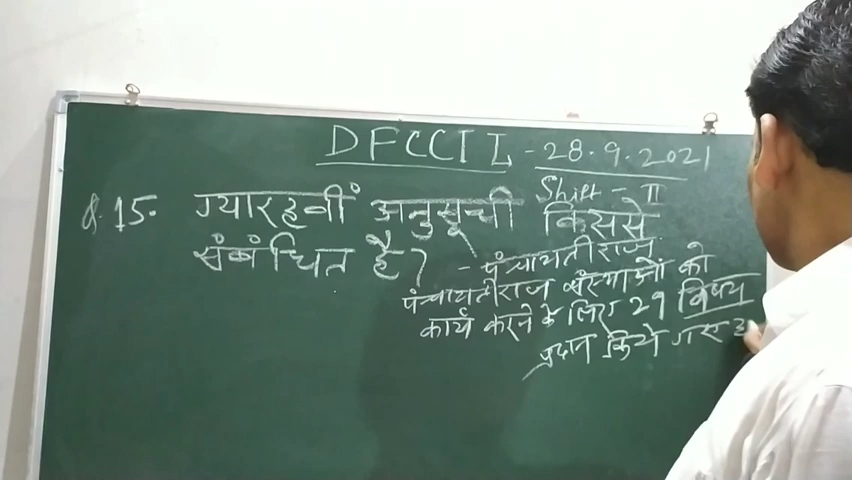 DFCCIL - 28.9.2021
Shift - II
Q.15. ग्यारहवीं अनुसूची किससे
संबंधित है? - पंचायतीराज
पंचायतीराज संस्थाओं को
कार्य करने के लिए 29 विषय
प्रदान किये गए